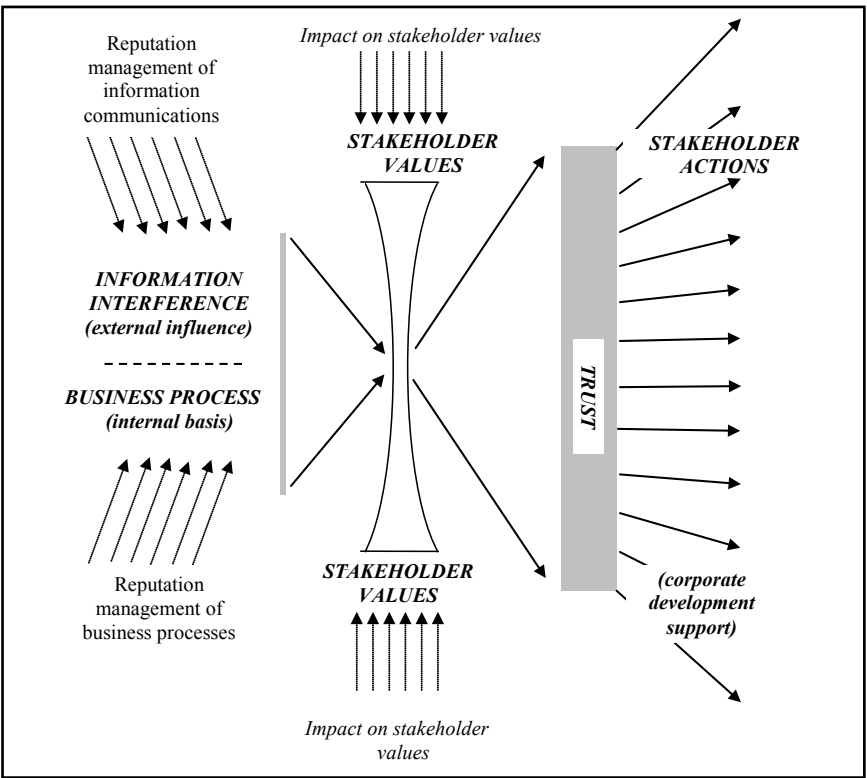 Reputation
management of
information
communications
Impact on stakeholder values
STAKEHOLDER
VALUES
STAKEHOLDER
ACTIONS
INFORMATION
INTERFERENCE
(external influence)
BUSINESS PROCESS
(internal basis)
TRUST
Reputation
management of
business processes
STAKEHOLDER
VALUES
(corporate
development
support)
Impact on stakeholder
values